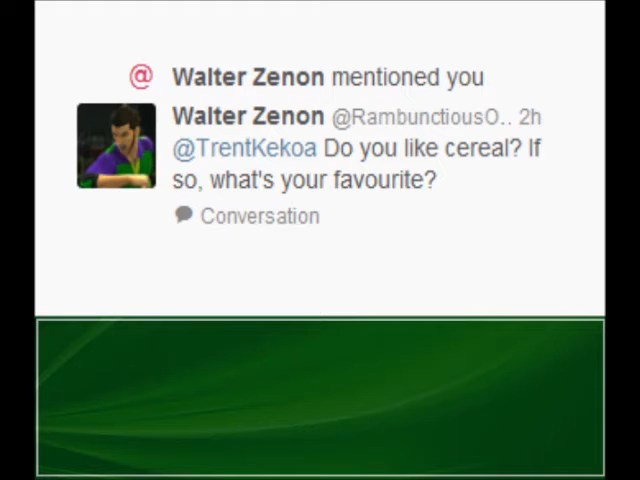 @ Walter Zenon mentioned you
Walter Zenon @RambunctiousO.. 2h
@TrentKekoa Do you like cereal? If
so, what's your favourite?
Conversation